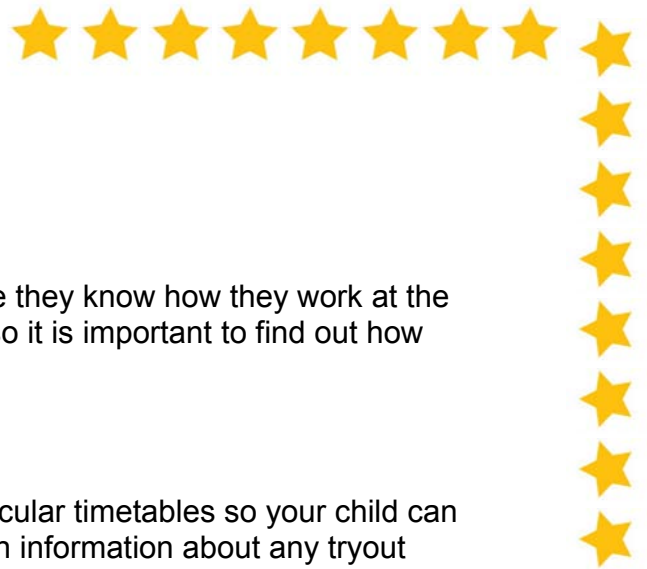 they know how they work at the
it is important to find out how
timetables so your child can
information about any tryout